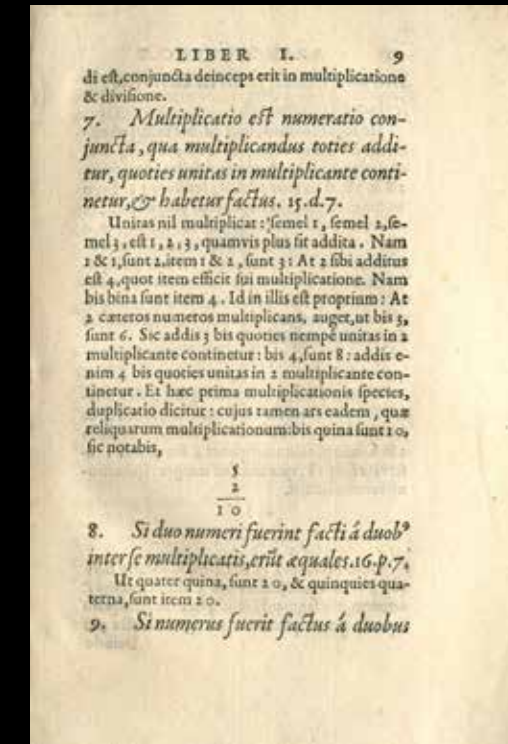 LIBER I. 9
di eſt,conjuncta deinceps erit in multiplicatione
& diviſione.
7. Multiplicatio eſt numeratio con-
juncta, qua multiplicandus toties addi-
tur, quoties unitas in multiplicante conti-
netur,& habetur factus. 15.d.7.
Unitas nil multiplicat: ſemel 1, ſemel 2,ſe-
mel 3, eſt 1, 2, 3, quamvis plus ſit addita. Nam
1 & 1,ſunt 2.item 1 & 2, ſunt 3: At 2 ſibi additus
eſt 4,quot item efficit ſui multiplicatione. Nam
bis bina ſunt item 4. Id in illis eſt proprium: At
2 cæteros numeros multiplicans, auget,ut bis 3,
ſunt 6. Sic addis 3 bis quoties nempè unitas in 2
multiplicante continetur: bis 4,ſunt 8: addis e-
nim 4 bis quoties unitas in 2 multiplicante con-
tinetur. Et hæc prima multiplicationis ſpecies,
duplicatio dicitur: cujus tamen ars eadem, quæ
reliquarum multiplicationum:bis quina ſunt 10,
ſic notabis,
5
2
10
8. Si duo numeri fuerint facti á duobꝰ
inter ſe multiplicatis,erũt æquales.16.p.7.
Ut quater quina, ſunt 20, & quinquies qua-
terna,ſunt item 20.
9. Si numerus fuerit factus á duobus